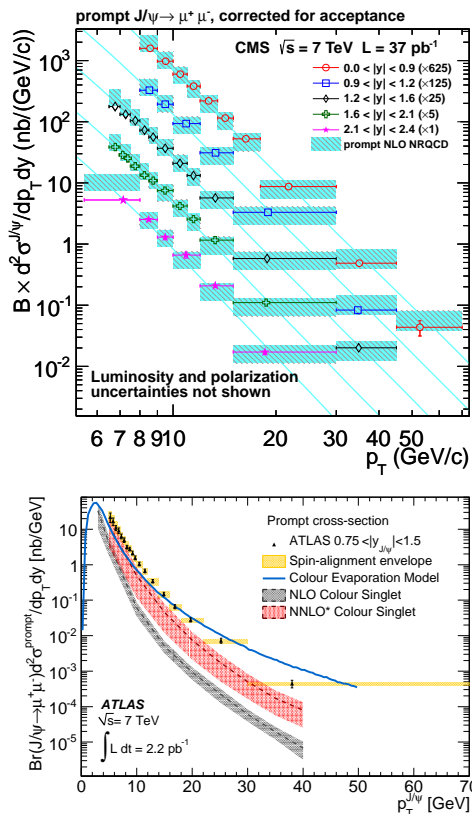 prompt J/ψ→ μ⁺ μ⁻, corrected for acceptance
CMS √s = 7 TeV L = 37 pb⁻¹
0.0 < |y| < 0.9 (×625)
0.9 < |y| < 1.2 (×125)
1.2 < |y| < 1.6 (×25)
1.6 < |y| < 2.1 (×5)
2.1 < |y| < 2.4 (×1)
prompt NLO NRQCD
B × d²σ^J/ψ/dp_T dy (nb/(GeV/c))
10³
10²
10
1
10⁻¹
10⁻²
Luminosity and polarization
uncertainties not shown
6 7 8 9 10 20 30 40 50
p_T (GeV/c)
Prompt cross-section
ATLAS 0.75<|y_J/ψ|<1.5
Spin-alignment envelope
Colour Evaporation Model
NLO Colour Singlet
NNLO* Colour Singlet
Br(J/ψ→μ⁺μ⁻)d²σ^prompt/dp_T dy [nb/GeV]
10
1
10⁻¹
10⁻²
10⁻³
10⁻⁴
10⁻⁵
ATLAS
√s= 7 TeV
∫L dt = 2.2 pb⁻¹
0 10 20 30 40 50 60 70
p_T^J/ψ [GeV]